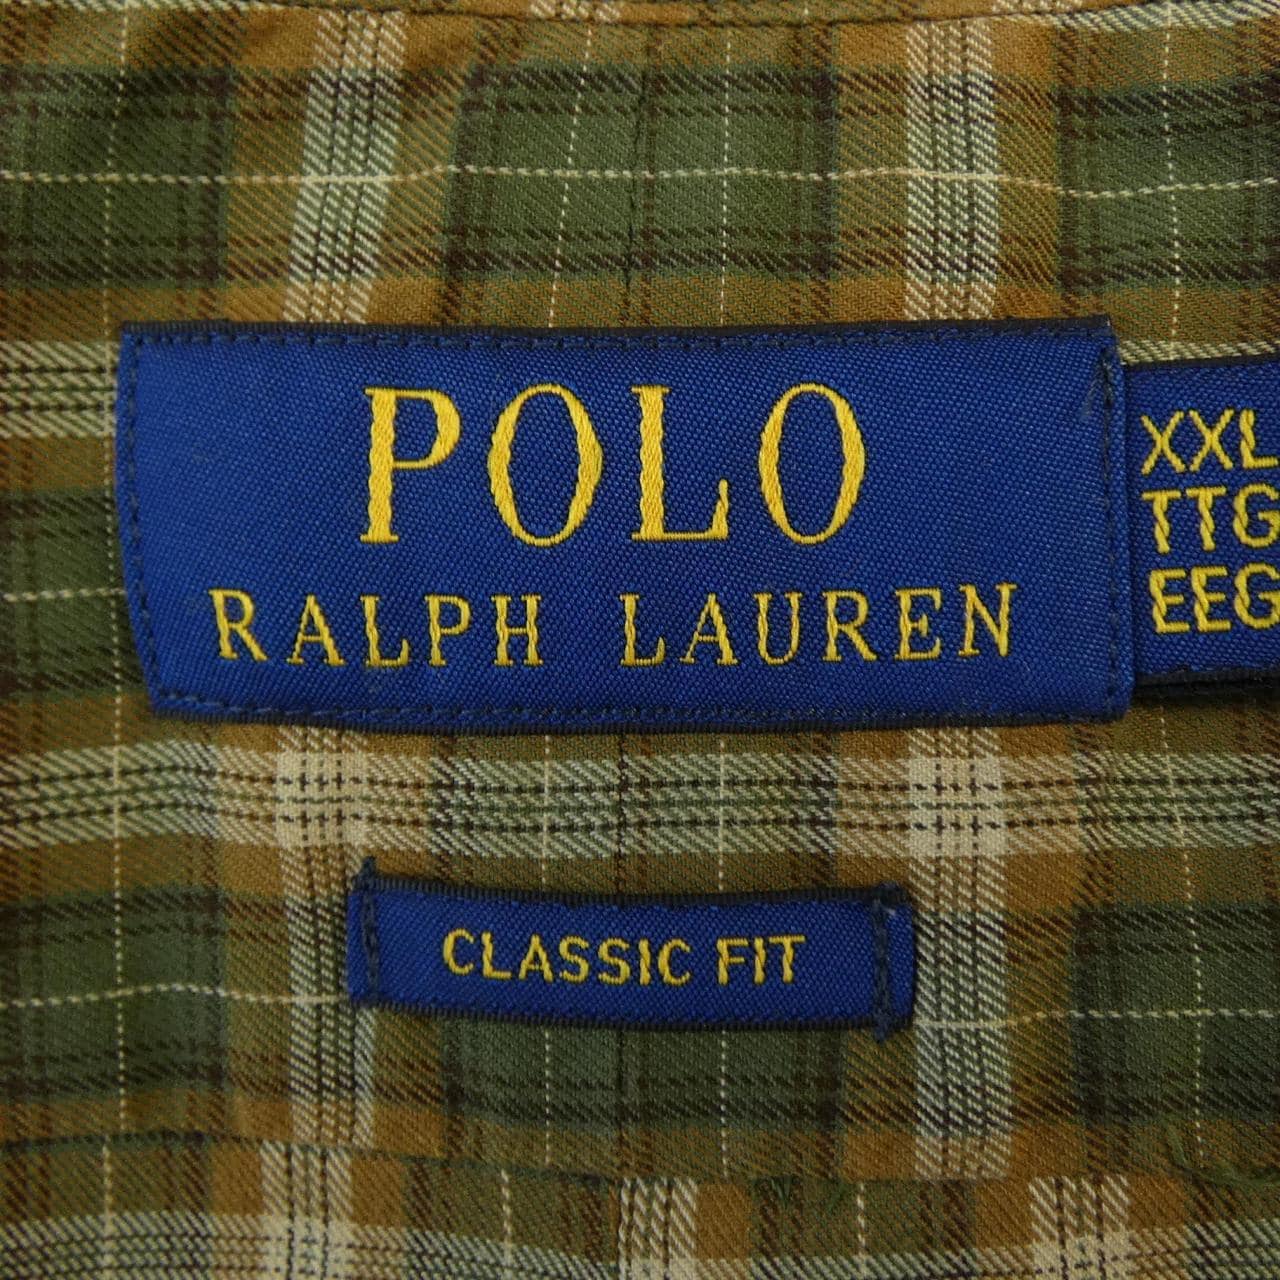 POLO
RALPH LAUREN
XXL
TTG
EEG
CLASSIC FIT